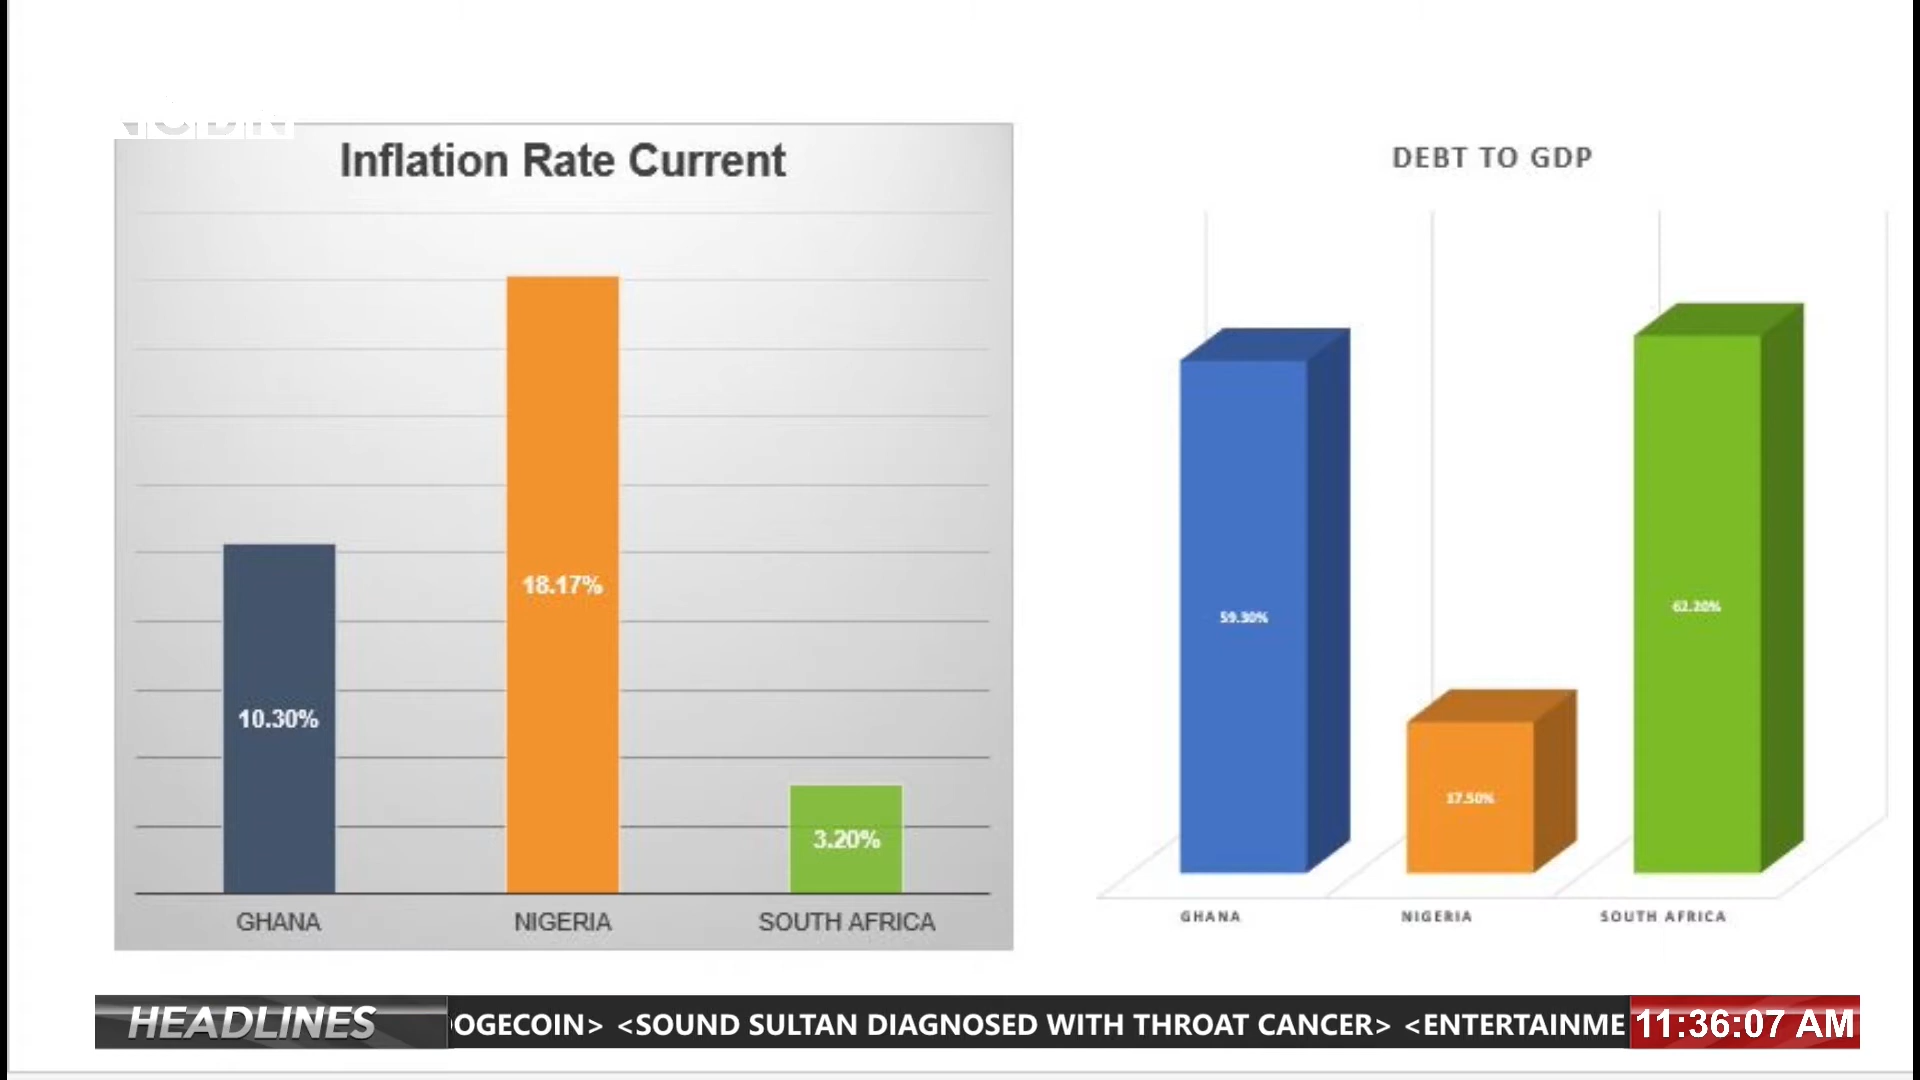 Inflation Rate Current
18.17%
10.30%
3.20%
GHANA NIGERIA SOUTH AFRICA
DEBT TO GDP
59.30%
62.20%
17.50%
GHANA NIGERIA SOUTH AFRICA
HEADLINES OGECOIN> <SOUND SULTAN DIAGNOSED WITH THROAT CANCER> <ENTERTAINME 11:36:07 AM